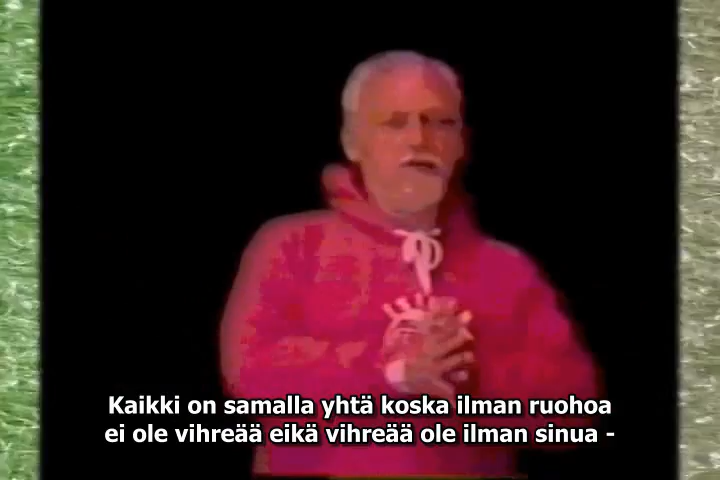 Kaikki on samalla yhtä koska ilman ruohoa
ei ole vihreää eikä vihreää ole ilman sinua -